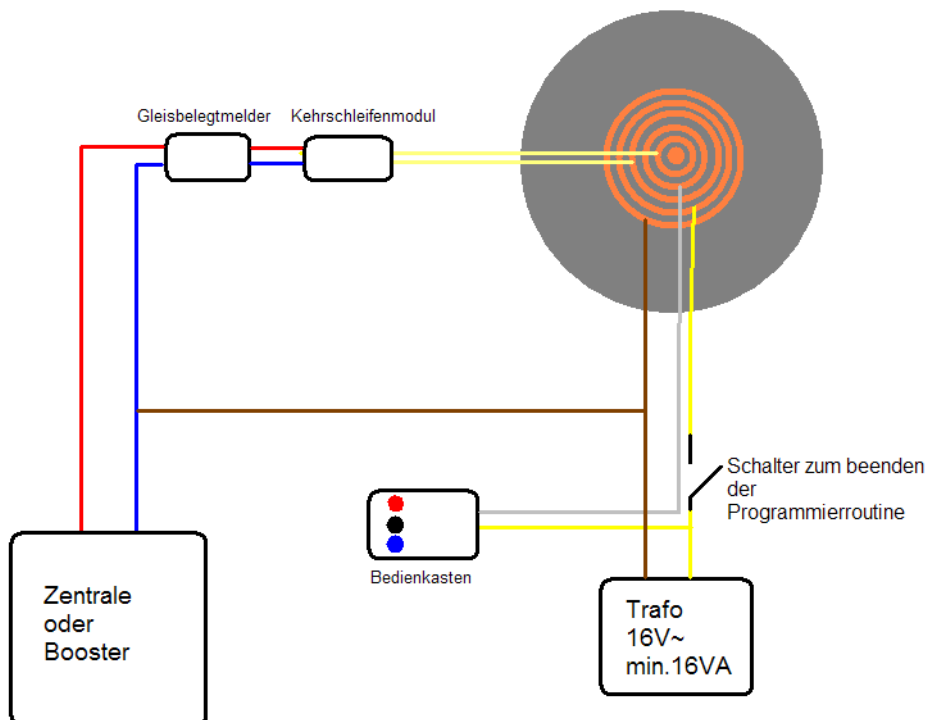 Gleisbelegtmelder
Kehrschleifenmodul
Schalter zum beenden
der
Programmierroutine
Bedienkasten
Zentrale
oder
Booster
Trafo
16V~
min.16VA